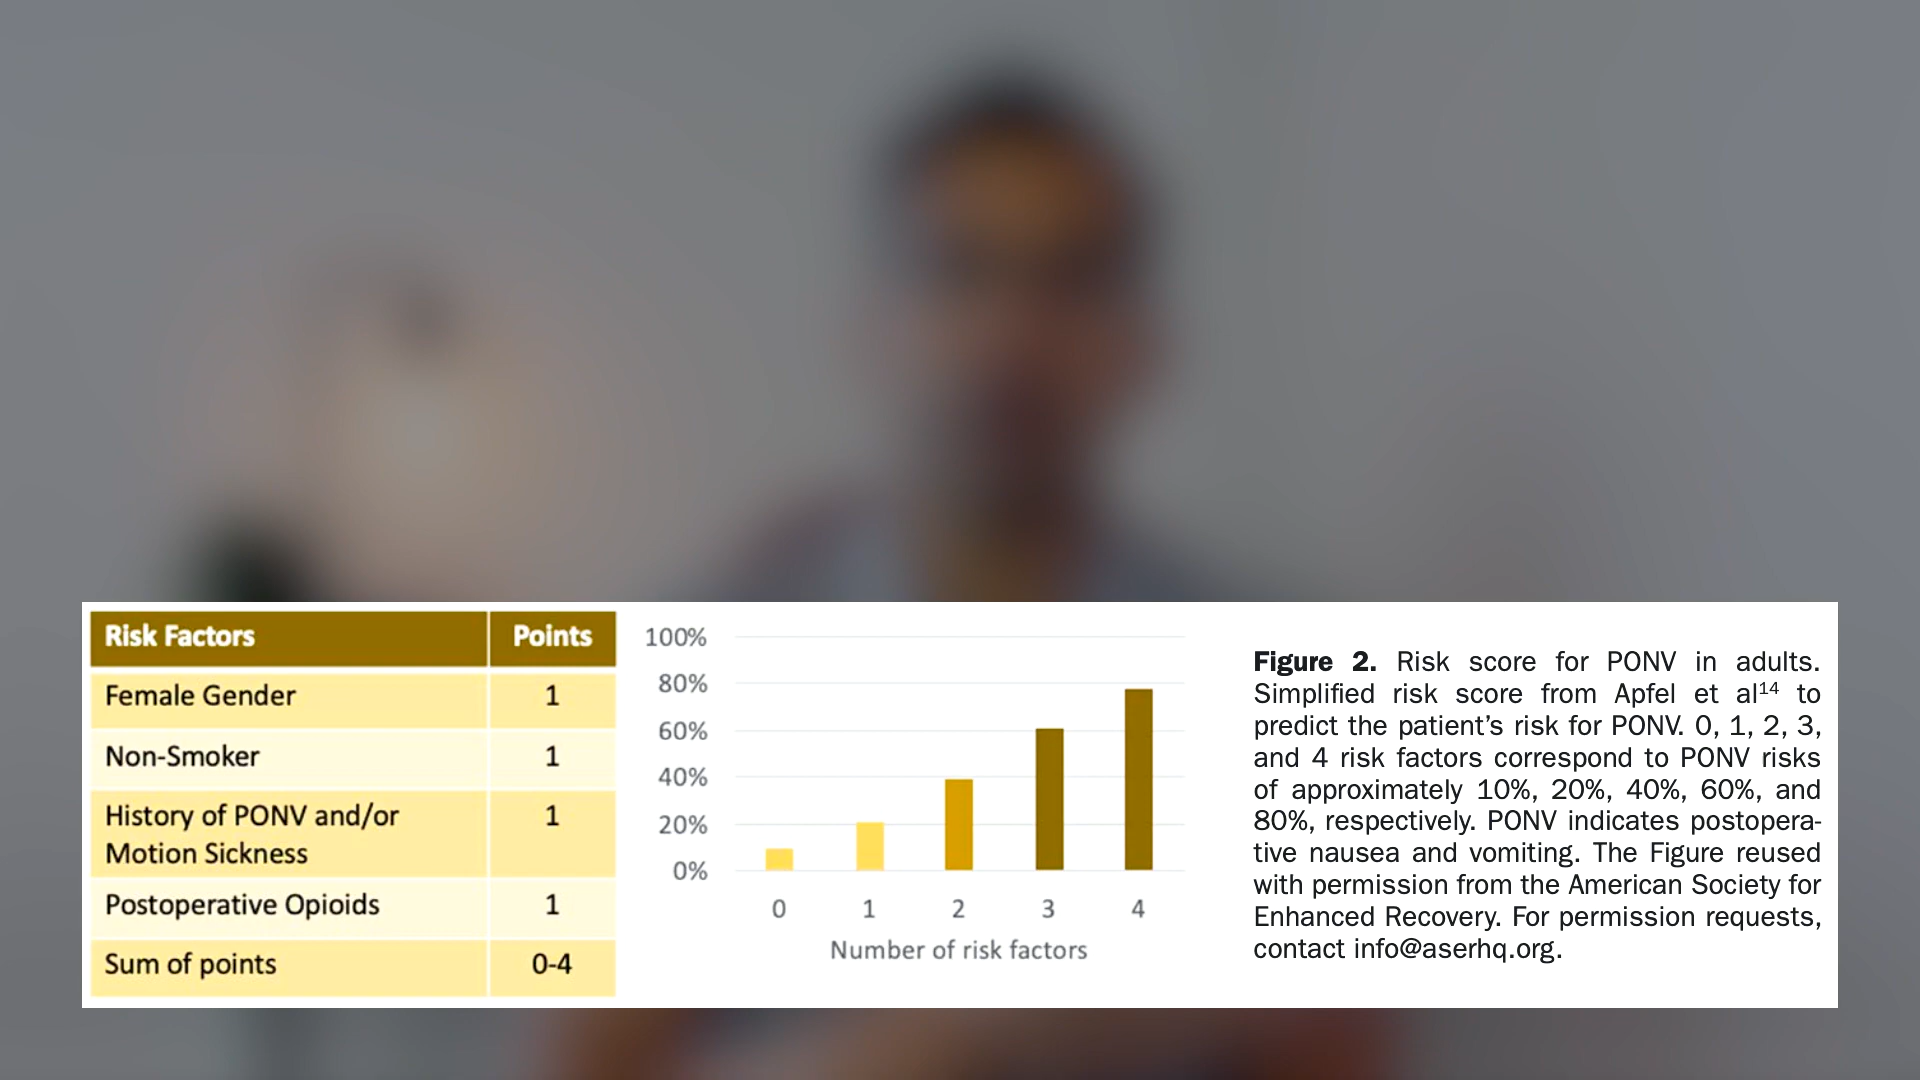 Risk Factors Points
Female Gender 1
Non-Smoker 1
History of PONV and/or 1
Motion Sickness
Postoperative Opioids 1
Sum of points 0-4
100%
80%
60%
40%
20%
0%
0 1 2 3 4
Number of risk factors
Figure 2. Risk score for PONV in adults.
Simplified risk score from Apfel et al14 to
predict the patient’s risk for PONV. 0, 1, 2, 3,
and 4 risk factors correspond to PONV risks
of approximately 10%, 20%, 40%, 60%, and
80%, respectively. PONV indicates postopera-
tive nausea and vomiting. The Figure reused
with permission from the American Society for
Enhanced Recovery. For permission requests,
contact info@aserhq.org.